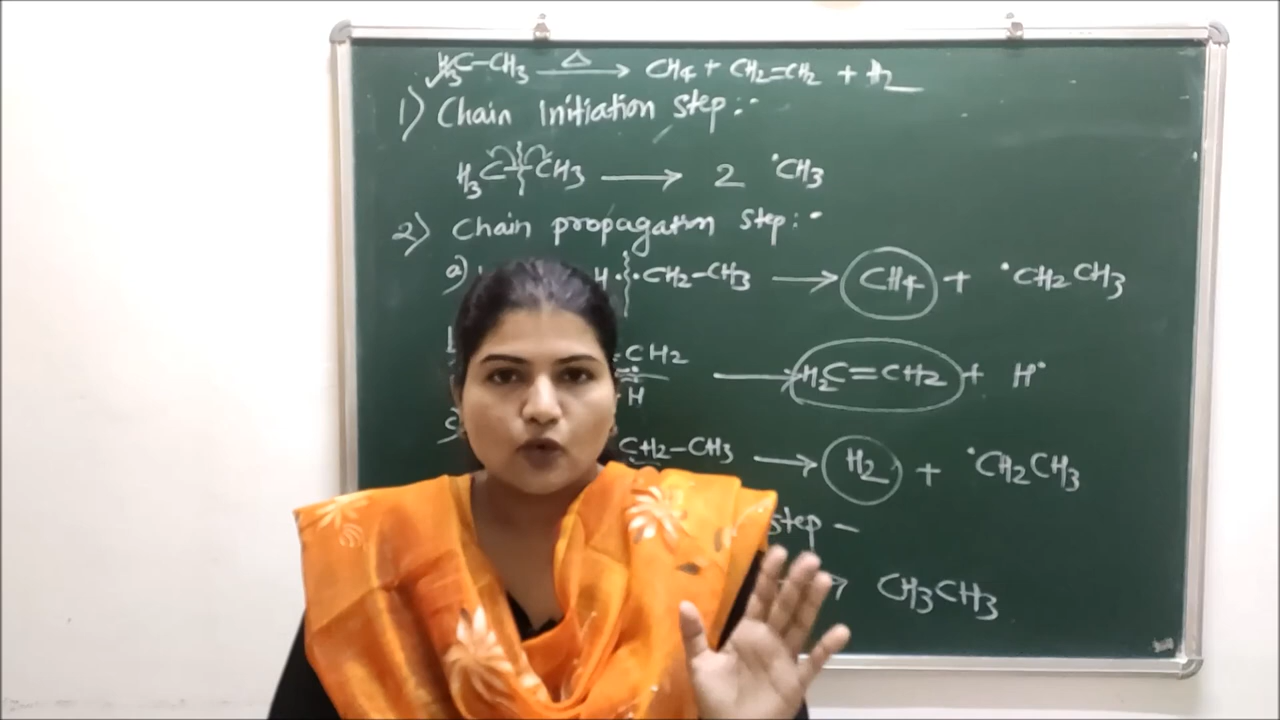 H3C-CH3 —Δ→ CH4 + CH2=CH2 + H2
1) Chain Initiation Step:-
H3C-CH3 → 2 •CH3
2) Chain propagation Step:-
a) H • •CH2-CH3 → CH4 + •CH2CH3
CH2
H2C=CH2 + H•
H
CH2-CH3 → H2 + •CH2CH3
step -
→ CH3CH3